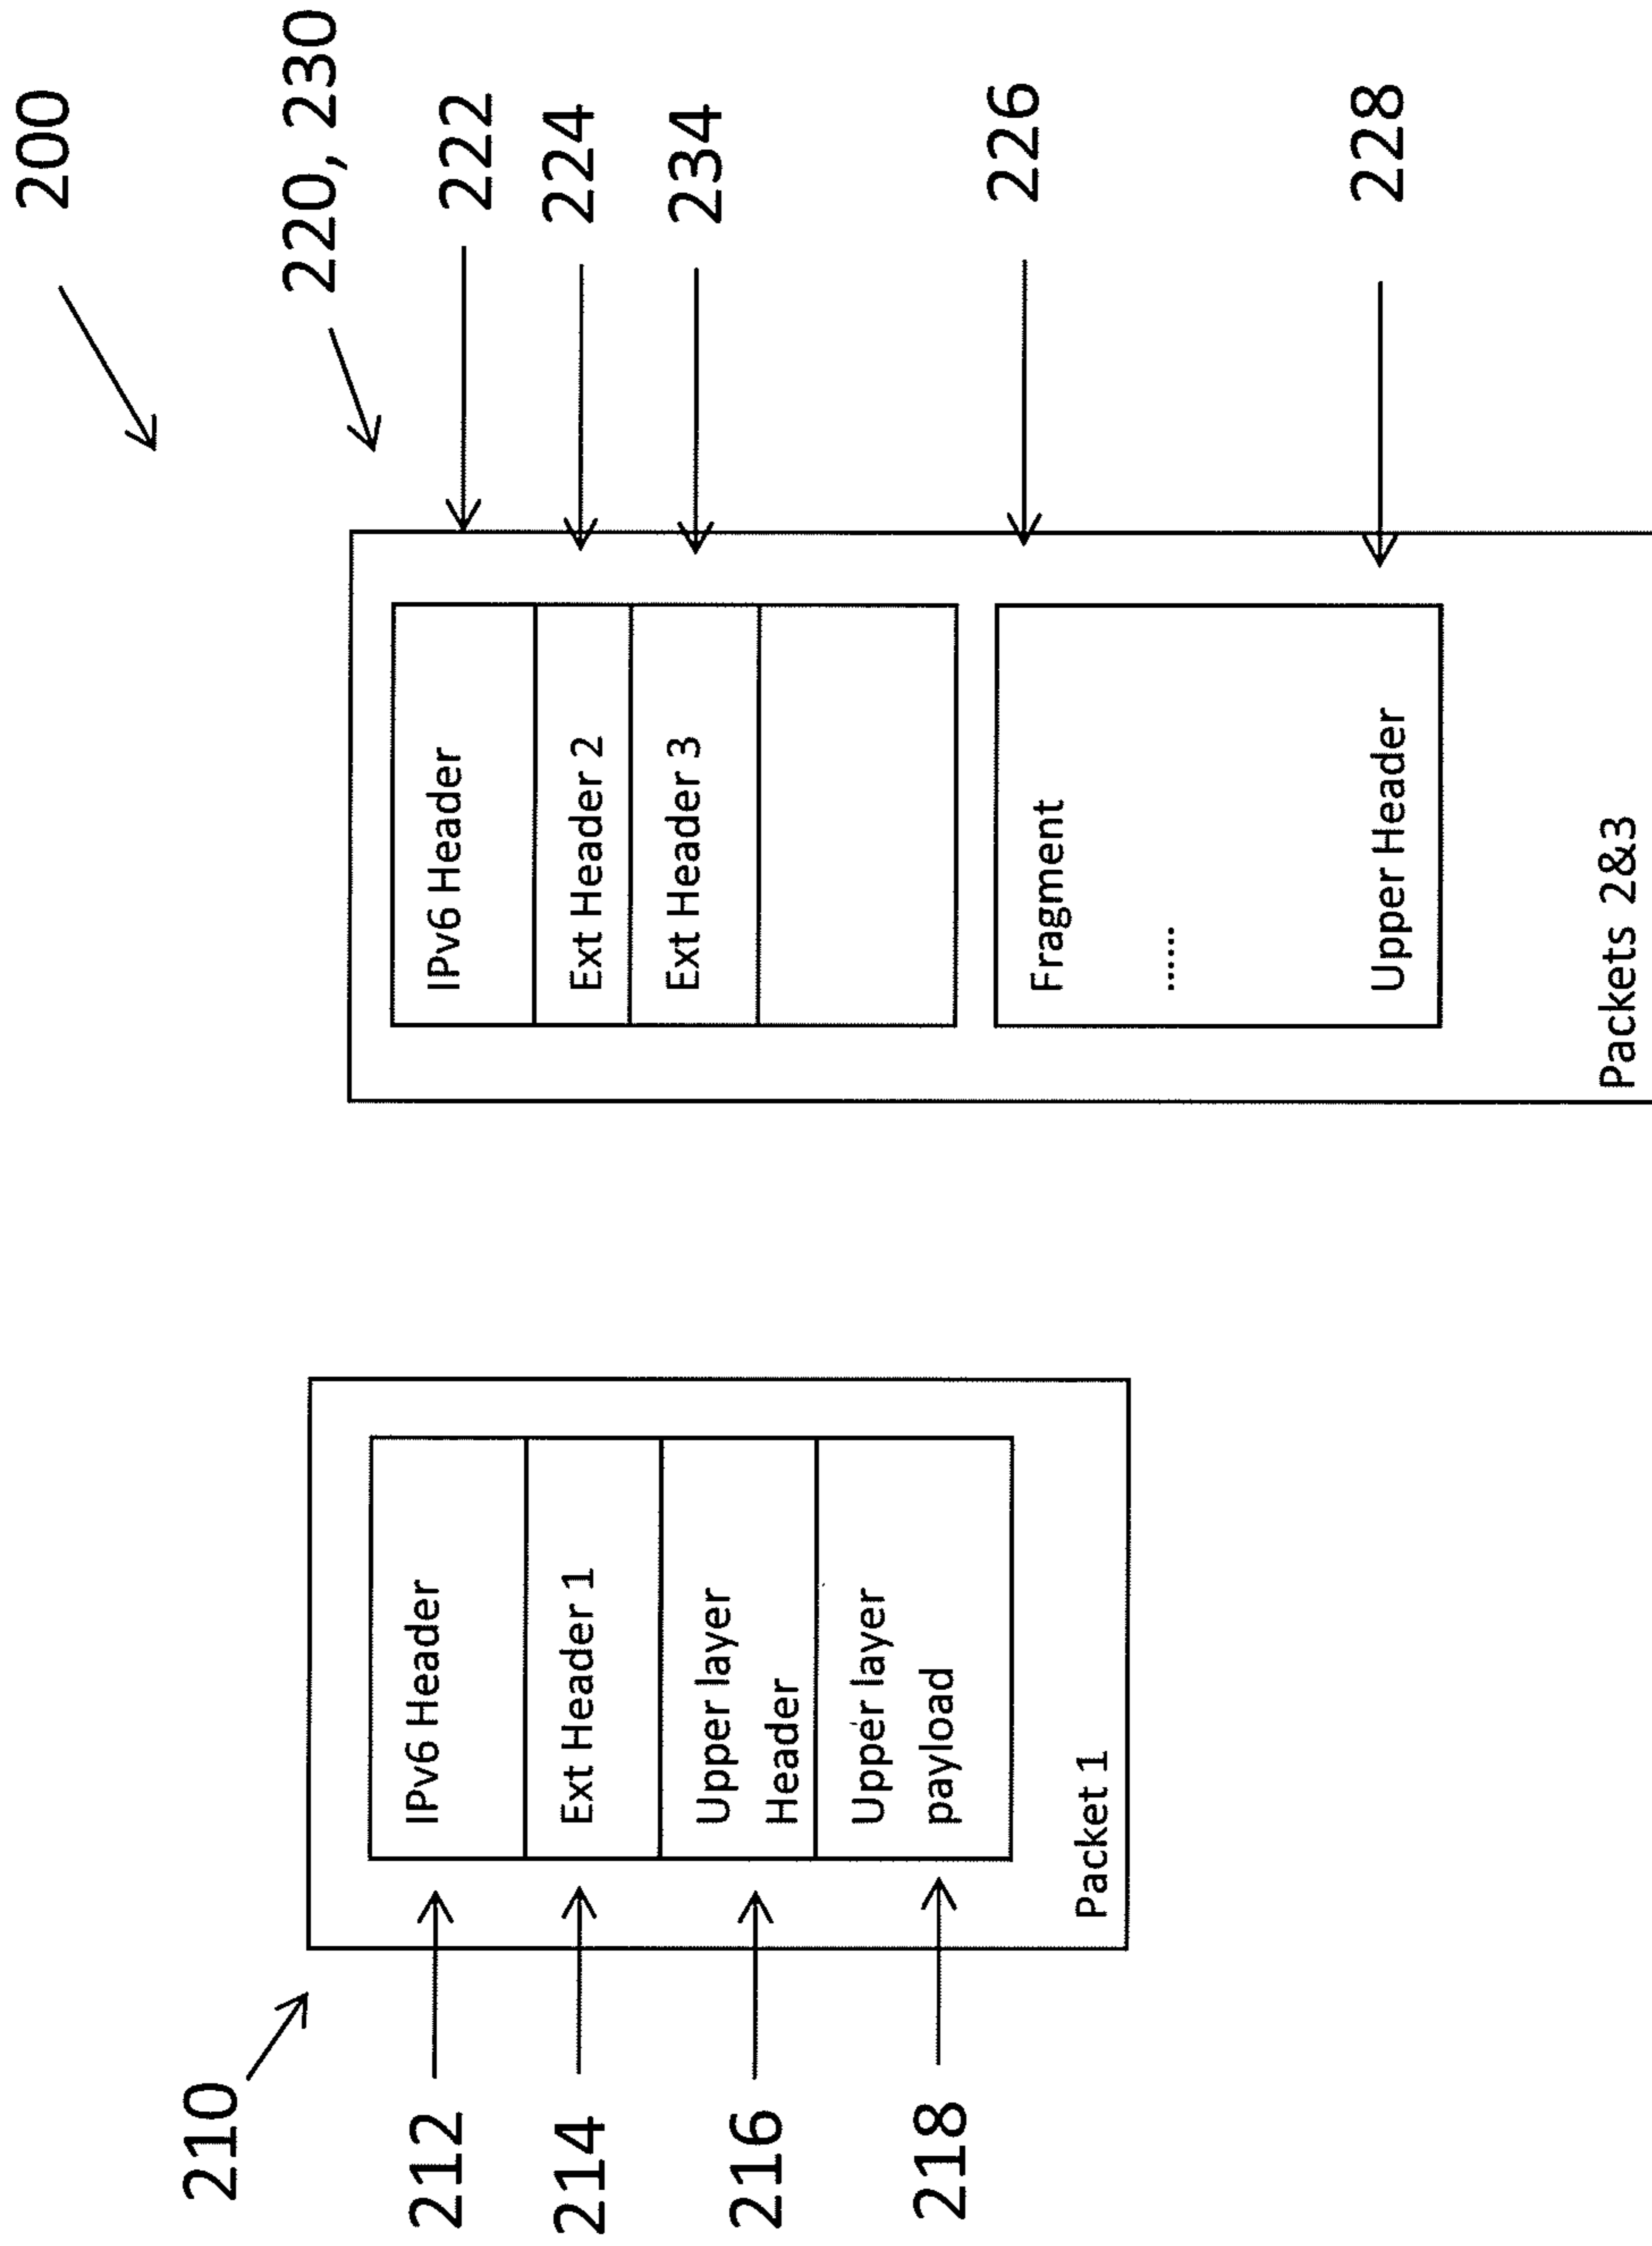 200
210
212
214
216
218
IPv6 Header
Ext Header 1
Upper layer
Header
Upper layer
payload
Packet 1
220, 230
222
224
234
226
228
IPv6 Header
Ext Header 2
Ext Header 3
Fragment
......
Upper Header
Packets 2&3